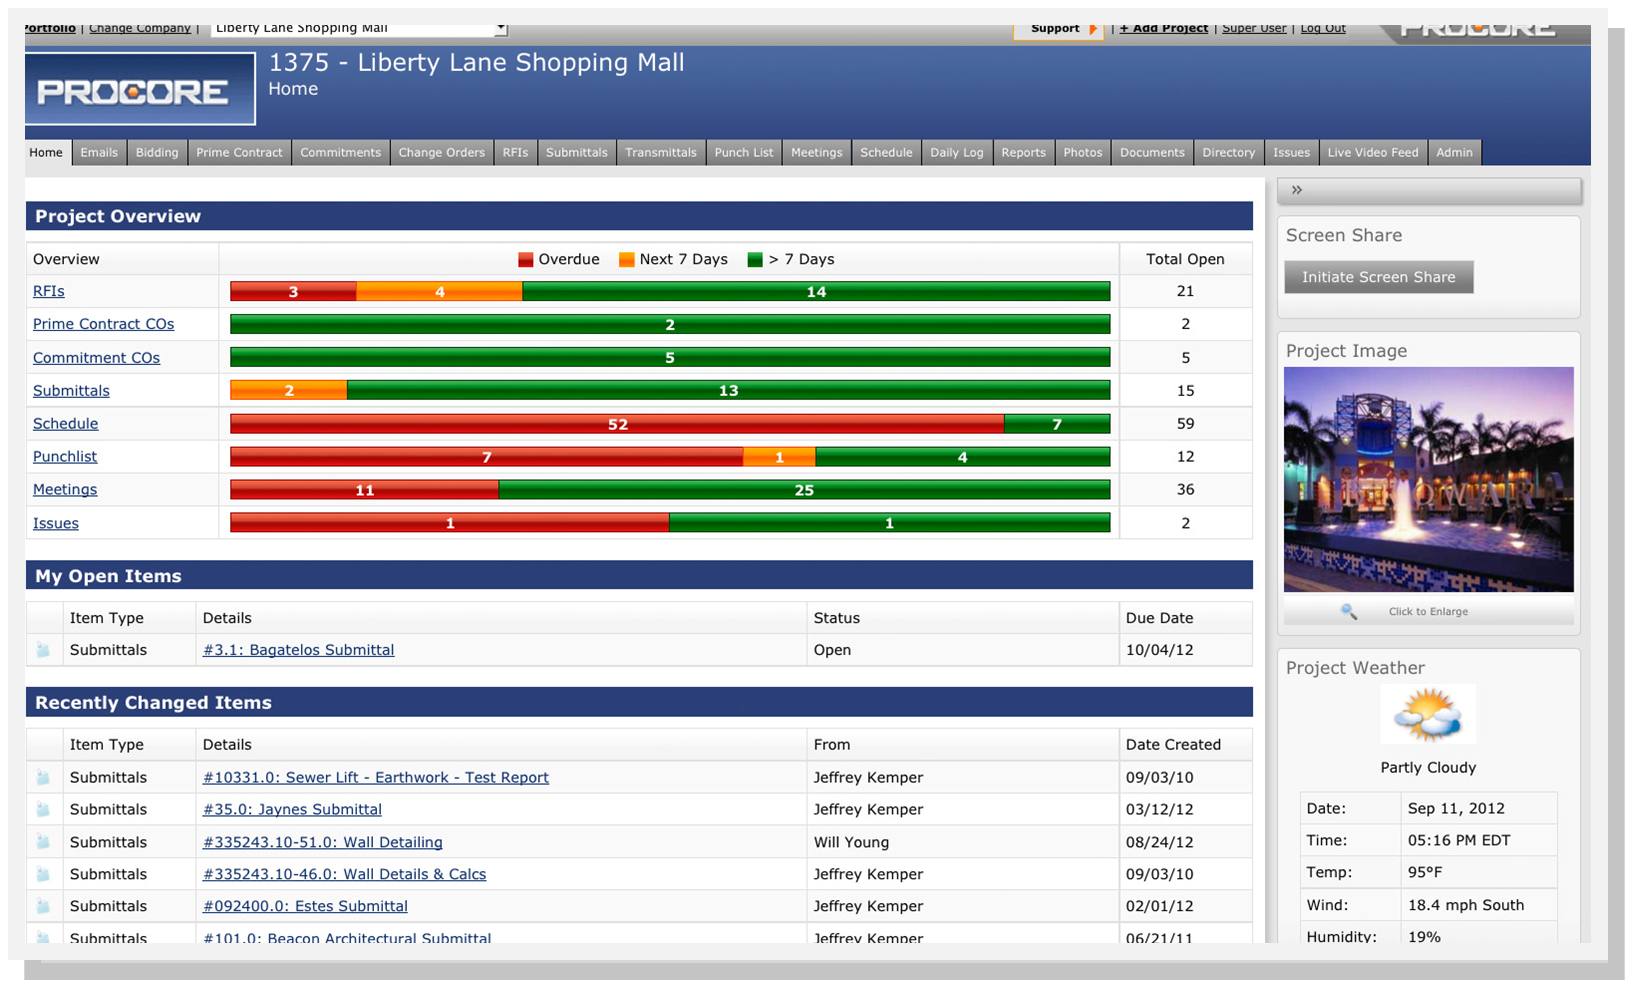 Portfolio | Change Company | Liberty Lane Shopping Mall Support | + Add Project | Super User | Log Out PROCORE
PROCORE
1375 - Liberty Lane Shopping Mall
Home
Home Emails Bidding Prime Contract Commitments Change Orders RFIs Submittals Transmittals Punch List Meetings Schedule Daily Log Reports Photos Documents Directory Issues Live Video Feed Admin
Project Overview
Overview Overdue Next 7 Days > 7 Days Total Open
RFIs 3 4 14 21
Prime Contract COs 2 2
Commitment COs 5 5
Submittals 2 13 15
Schedule 52 7 59
Punchlist 7 1 4 12
Meetings 11 25 36
Issues 1 1 2
My Open Items
Item Type Details Status Due Date
Submittals #3.1: Bagatelos Submittal Open 10/04/12
Recently Changed Items
Item Type Details From Date Created
Submittals #10331.0: Sewer Lift - Earthwork - Test Report Jeffrey Kemper 09/03/10
Submittals #35.0: Jaynes Submittal Jeffrey Kemper 03/12/12
Submittals #335243.10-51.0: Wall Detailing Will Young 08/24/12
Submittals #335243.10-46.0: Wall Details & Calcs Jeffrey Kemper 09/03/10
Submittals #092400.0: Estes Submittal Jeffrey Kemper 02/01/12
Submittals #101.0: Beacon Architectural Submittal Jeffrey Kemper 06/21/11
»
Screen Share
Initiate Screen Share
Project Image
Click to Enlarge
Project Weather
Partly Cloudy
Date: Sep 11, 2012
Time: 05:16 PM EDT
Temp: 95°F
Wind: 18.4 mph South
Humidity: 19%